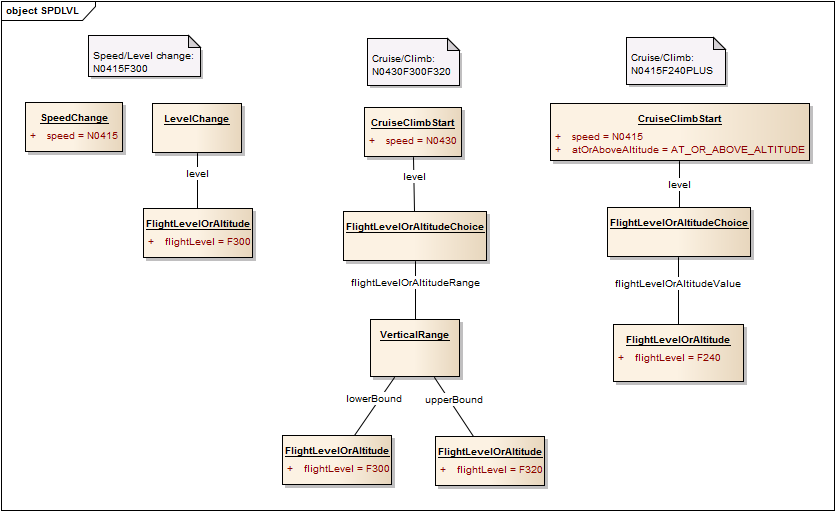 object SPDLVL
Speed/Level change:
N0415F300
SpeedChange
+ speed = N0415
LevelChange
level
FlightLevelOrAltitude
+ flightLevel = F300
Cruise/Climb:
N0430F300F320
CruiseClimbStart
+ speed = N0430
level
FlightLevelOrAltitudeChoice
flightLevelOrAltitudeRange
VerticalRange
lowerBound
upperBound
FlightLevelOrAltitude
+ flightLevel = F300
FlightLevelOrAltitude
+ flightLevel = F320
Cruise/Climb:
N0415F240PLUS
CruiseClimbStart
+ speed = N0415
+ atOrAboveAltitude = AT_OR_ABOVE_ALTITUDE
level
FlightLevelOrAltitudeChoice
flightLevelOrAltitudeValue
FlightLevelOrAltitude
+ flightLevel = F240